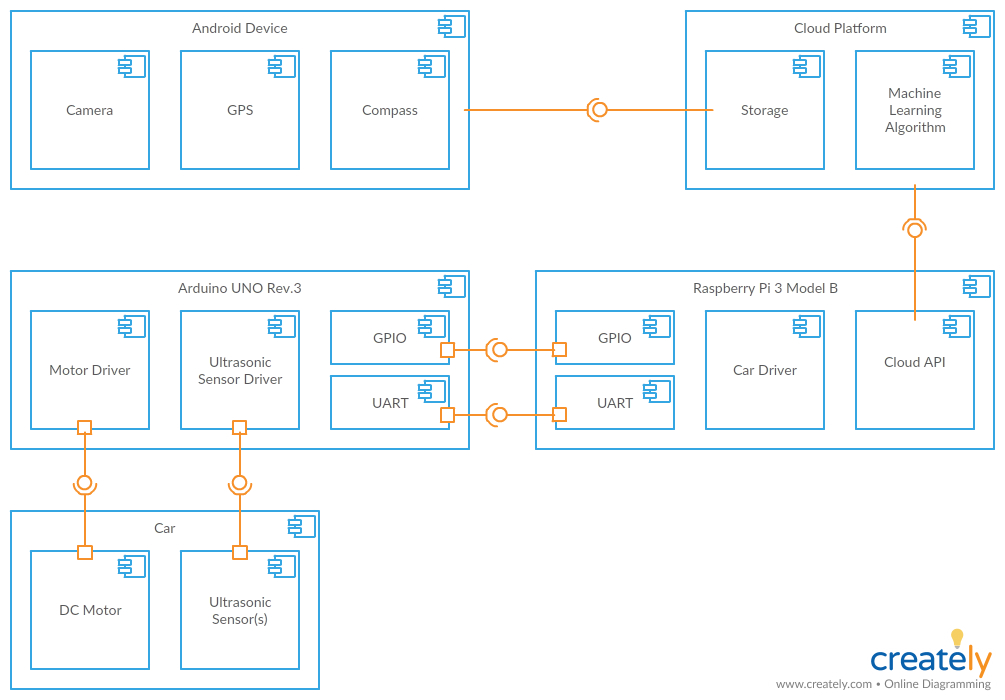 Android Device
Camera
GPS
Compass
Cloud Platform
Storage
Machine
Learning
Algorithm
Arduino UNO Rev.3
Motor Driver
Ultrasonic
Sensor Driver
GPIO
UART
Raspberry Pi 3 Model B
GPIO
UART
Car Driver
Cloud API
Car
DC Motor
Ultrasonic
Sensor(s)
creately
www.creately.com • Online Diagramming